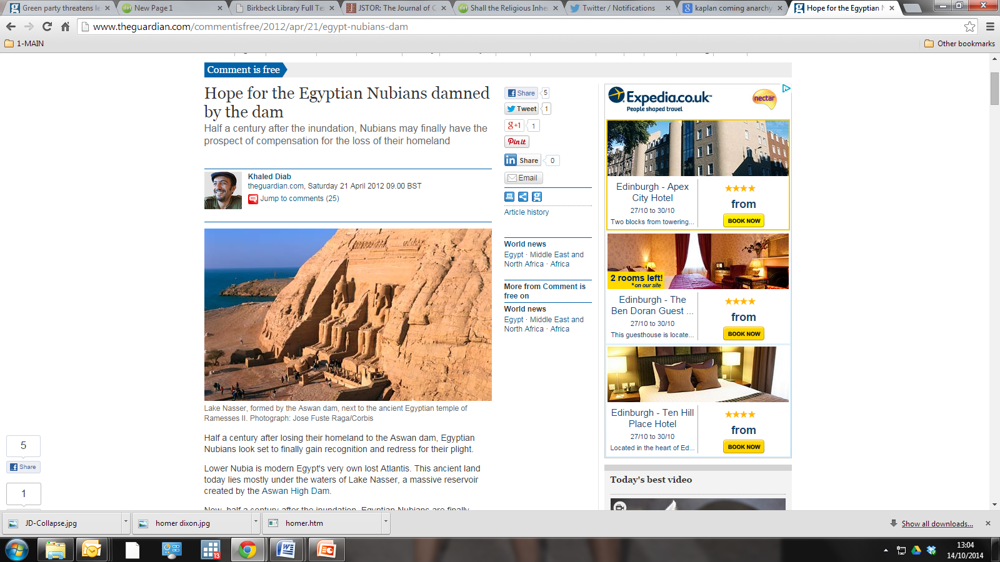 Green party threatens le
New Page 1
Birkbeck Library Full Te
JSTOR: The Journal of C
Shall the Religious Inhe
Twitter / Notifications
kaplan coming anarchy
Hope for the Egyptian N
www.theguardian.com/commentisfree/2012/apr/21/egypt-nubians-dam
1-MAIN
Other bookmarks
Comment is free
Hope for the Egyptian Nubians damned
by the dam
Half a century after the inundation, Nubians may finally have the
prospect of compensation for the loss of their homeland
Khaled Diab
theguardian.com, Saturday 21 April 2012 09.00 BST
Jump to comments (25)
Lake Nasser, formed by the Aswan dam, next to the ancient Egyptian temple of
Ramesses II. Photograph: Jose Fuste Raga/Corbis
Half a century after losing their homeland to the Aswan dam, Egyptian
Nubians look set to finally gain recognition and redress for their plight.
Lower Nubia is modern Egypt's very own lost Atlantis. This ancient land
today lies mostly under the waters of Lake Nasser, a massive reservoir
created by the Aswan High Dam.
Now, half a century after the inundation, Egyptian Nubians are finally
Share 5
Tweet 1
g+1 1
Pin it
in Share 0
Email
Article history
World news
Egypt · Middle East and
North Africa · Africa
More from Comment is
free on
World news
Egypt · Middle East and
North Africa · Africa
Expedia.co.uk™
People shaped travel
nectar
Edinburgh - Apex
City Hotel
27/10 to 30/10
Two blocks from towering...
from
BOOK NOW
2 rooms left!
*on our site
Edinburgh - The
Ben Doran Guest ...
27/10 to 30/10
This guesthouse is locate...
from
BOOK NOW
Edinburgh - Ten Hill
Place Hotel
27/10 to 30/10
Located in the heart of Ed...
from
BOOK NOW
Today's best video
5
Share
1
JD-Collapse.jpg
homer dixon.jpg
homer.htm
Show all downloads...
13
13:04
14/10/2014